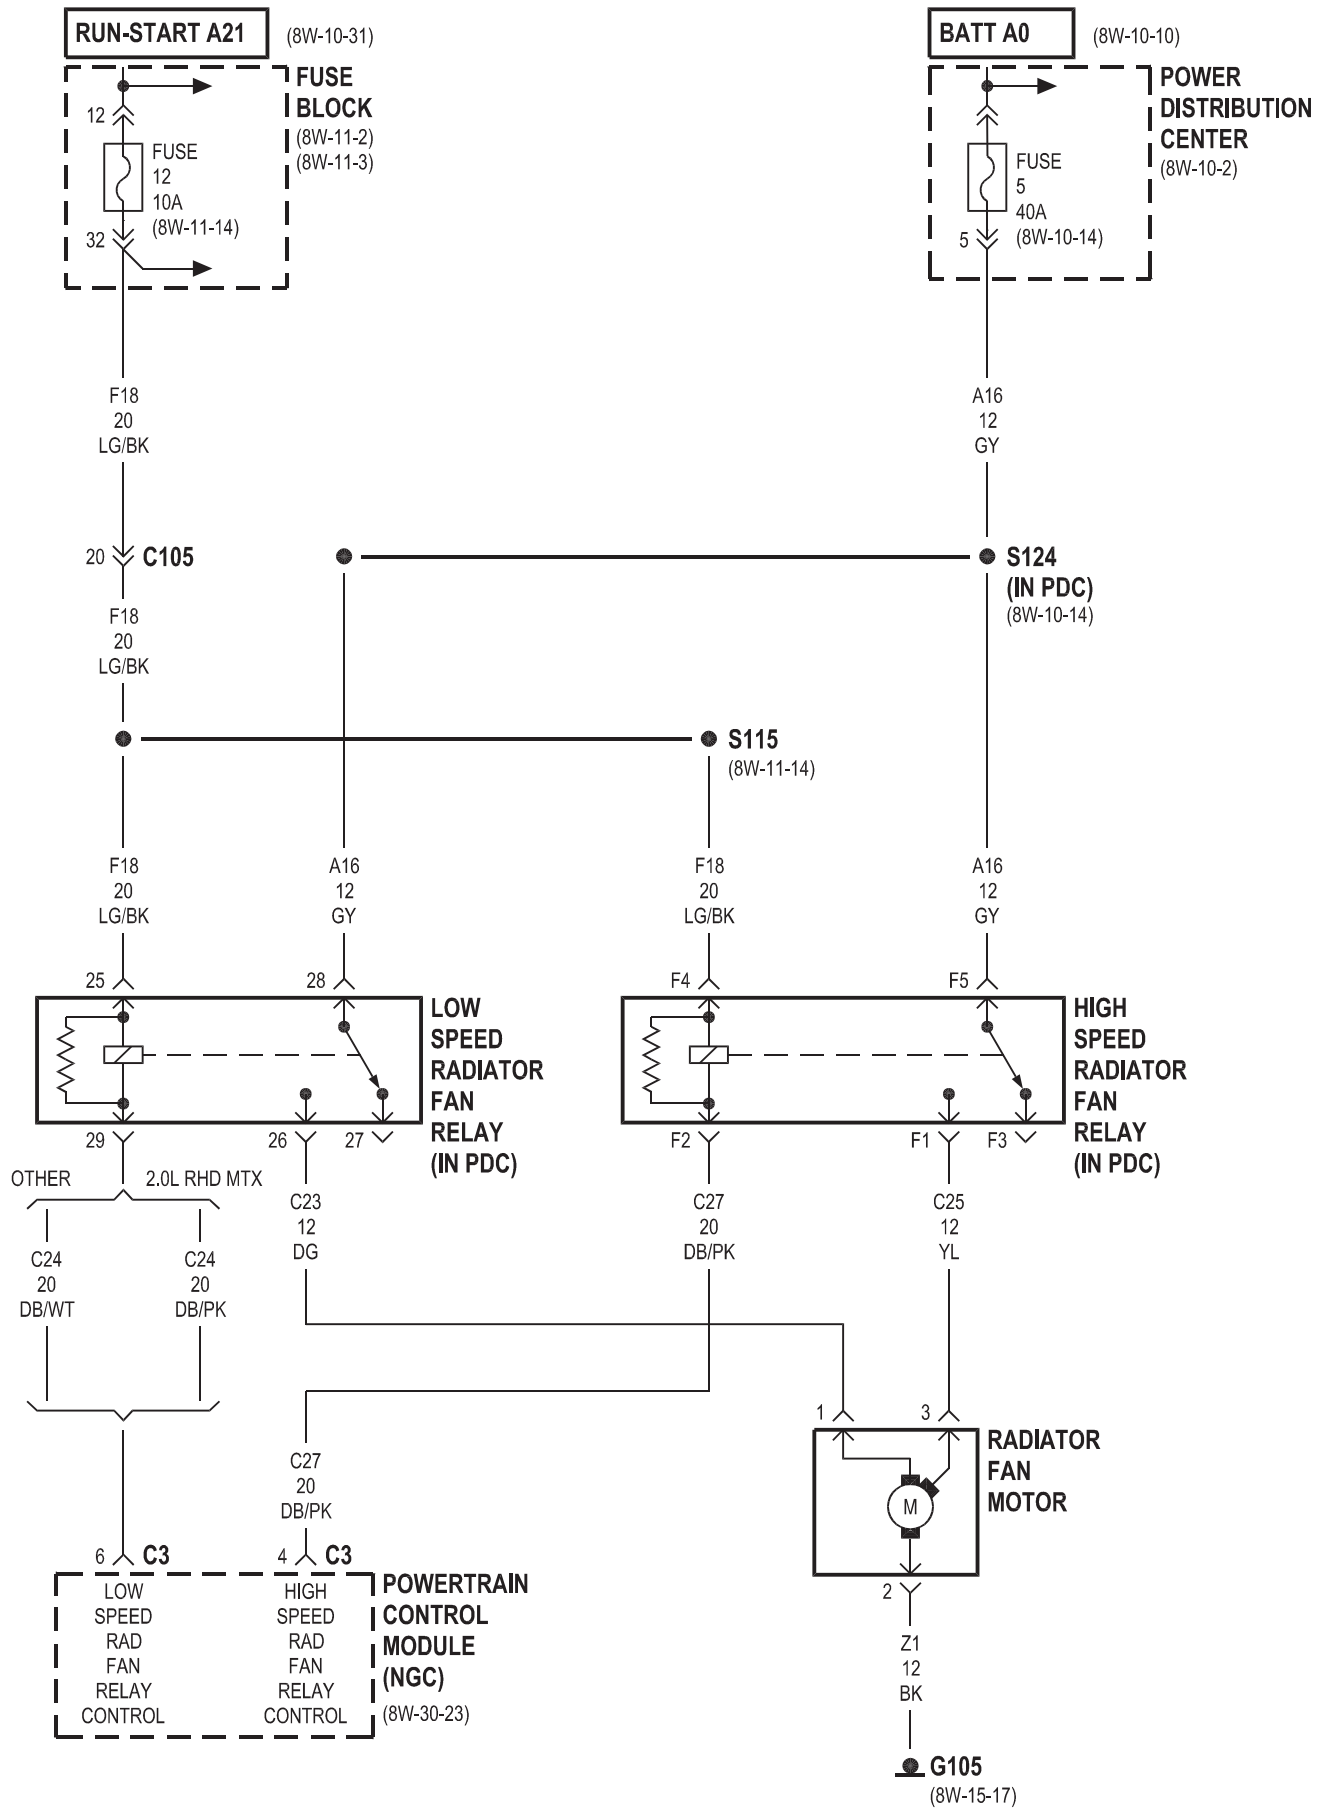 RUN-START A21
(8W-10-31)
BATT A0
(8W-10-10)
FUSE
BLOCK
(8W-11-2)
(8W-11-3)
12
FUSE
12
10A
(8W-11-14)
32
POWER
DISTRIBUTION
CENTER
(8W-10-2)
FUSE
5
40A
(8W-10-14)
5
F18
20
LG/BK
A16
12
GY
20
C105
S124
(IN PDC)
(8W-10-14)
F18
20
LG/BK
S115
(8W-11-14)
F18
20
LG/BK
A16
12
GY
F18
20
LG/BK
A16
12
GY
25
28
F4
F5
LOW
SPEED
RADIATOR
FAN
RELAY
(IN PDC)
HIGH
SPEED
RADIATOR
FAN
RELAY
(IN PDC)
29
26
27
F2
F1
F3
OTHER
2.0L RHD MTX
C24
20
DB/WT
C24
20
DB/PK
C23
12
DG
C27
20
DB/PK
C25
12
YL
1
3
RADIATOR
FAN
MOTOR
M
C27
20
DB/PK
6
C3
4
C3
LOW
SPEED
RAD
FAN
RELAY
CONTROL
HIGH
SPEED
RAD
FAN
RELAY
CONTROL
POWERTRAIN
CONTROL
MODULE
(NGC)
(8W-30-23)
2
Z1
12
BK
G105
(8W-15-17)